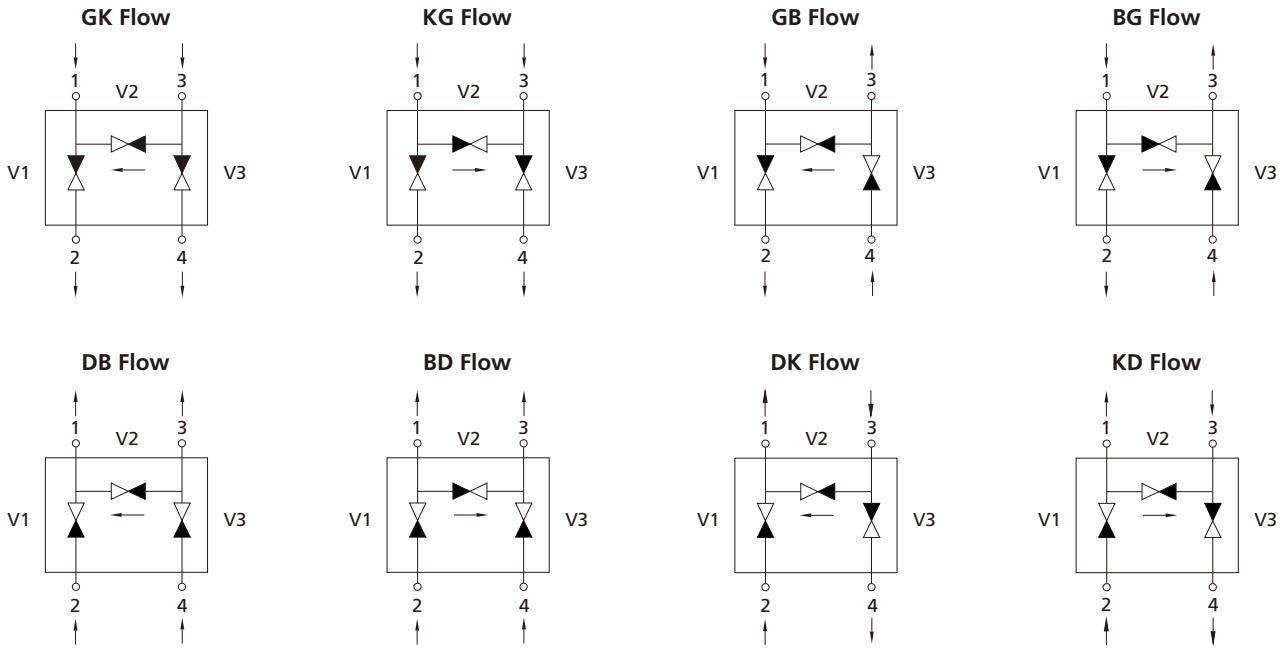 GK Flow
KG Flow
GB Flow
BG Flow
1 3
V2
V1 V3
2 4
1 3
V2
V1 V3
2 4
1 3
V2
V1 V3
2 4
1 3
V2
V1 V3
2 4
DB Flow
BD Flow
DK Flow
KD Flow
1 3
V2
V1 V3
2 4
1 3
V2
V1 V3
2 4
1 3
V2
V1 V3
2 4
1 3
V2
V1 V3
2 4